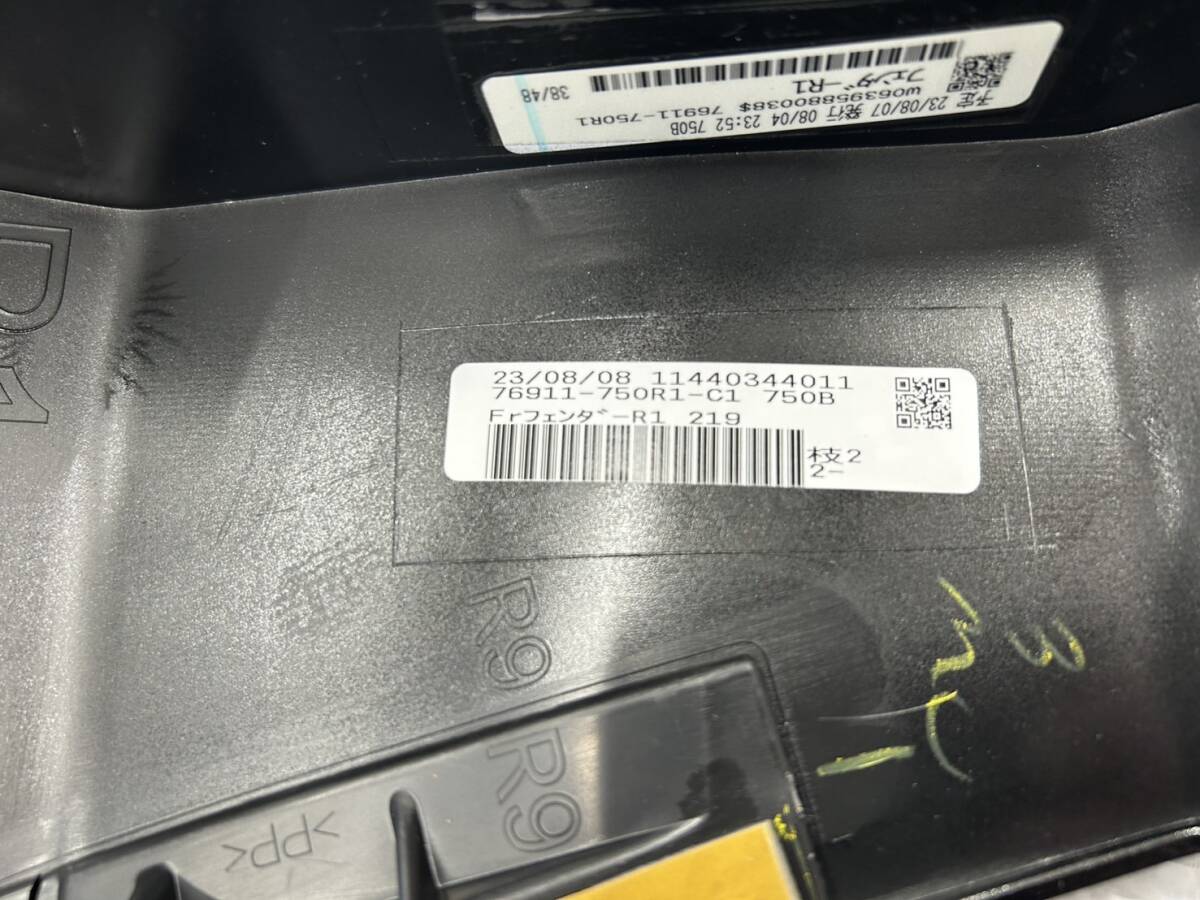 予定
23/08/07 発行 08/04 23:52 750B
W06395880038$ 76911-750R1
フェンダーR1
38/48
23/08/08 11440344011
76911-750R1-C1 750B
Frフェンダ゛ーR1 219
枝2
2-
R9
R9
>PP<
3